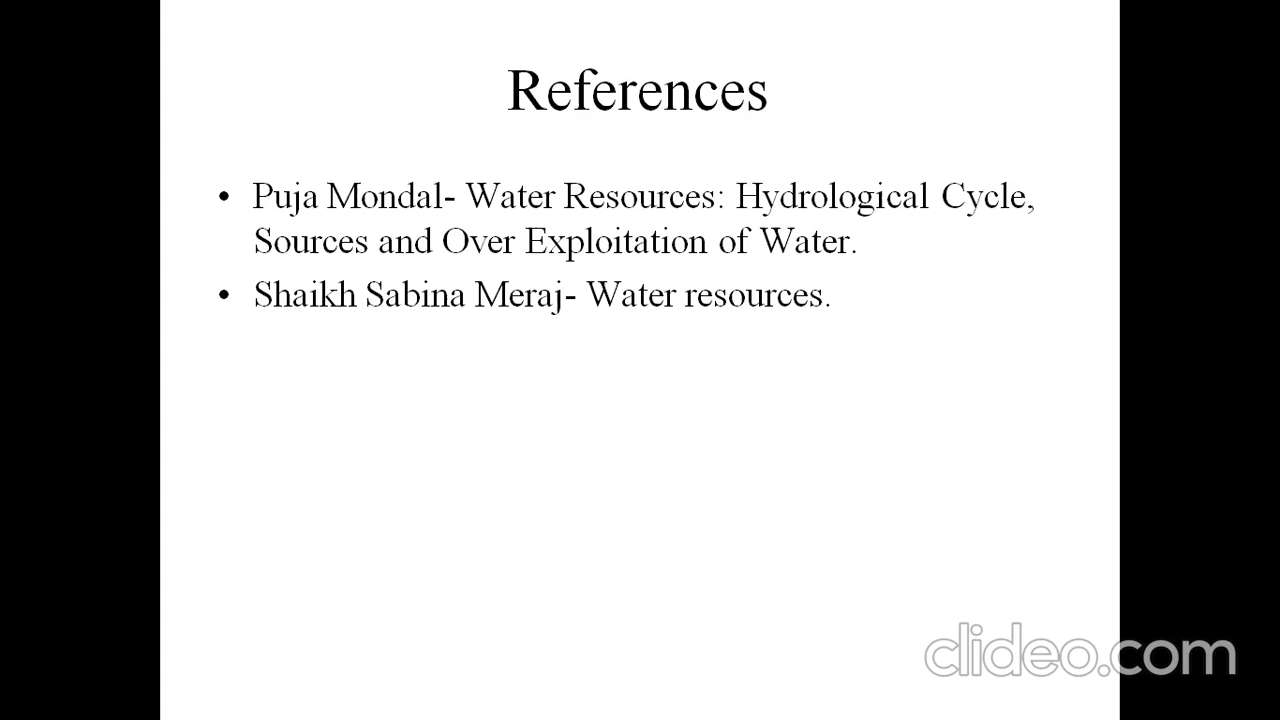 References
• Puja Mondal- Water Resources: Hydrological Cycle,
Sources and Over Exploitation of Water.
• Shaikh Sabina Meraj- Water resources.
clideo.com